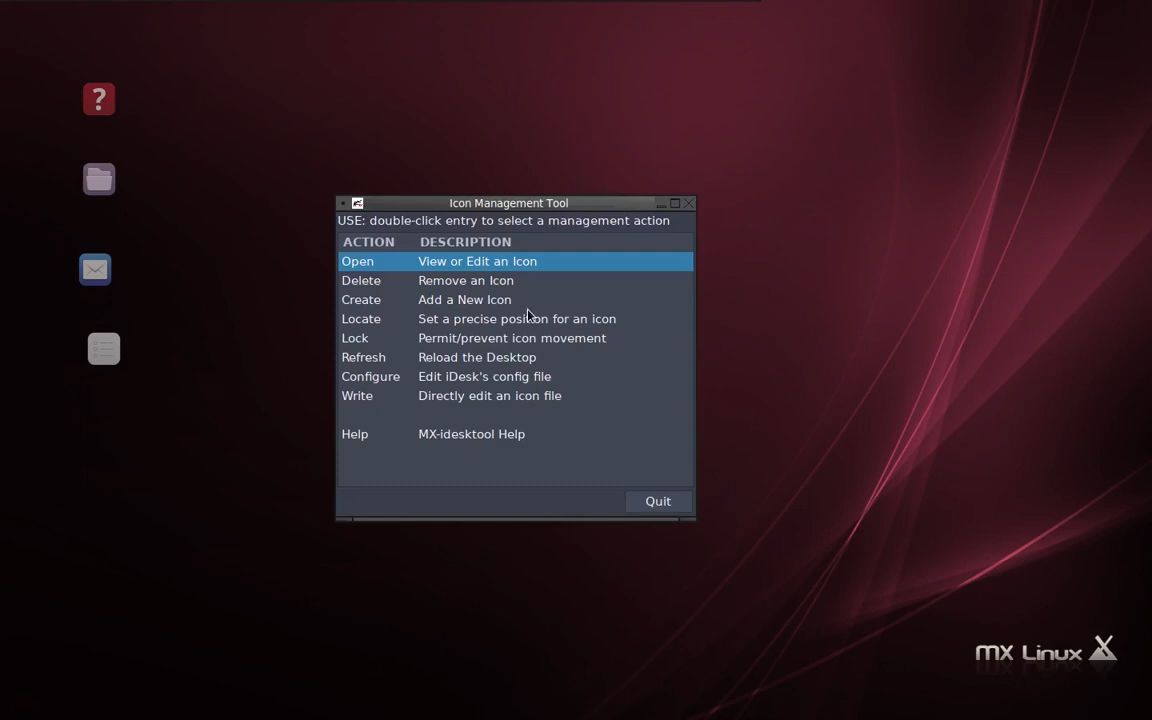 ?
Icon Management Tool
USE: double-click entry to select a management action
ACTION DESCRIPTION
Open View or Edit an Icon
Delete Remove an Icon
Create Add a New Icon
Locate Set a precise position for an icon
Lock Permit/prevent icon movement
Refresh Reload the Desktop
Configure Edit iDesk's config file
Write Directly edit an icon file
Help MX-idesktool Help
Quit
MX Linux